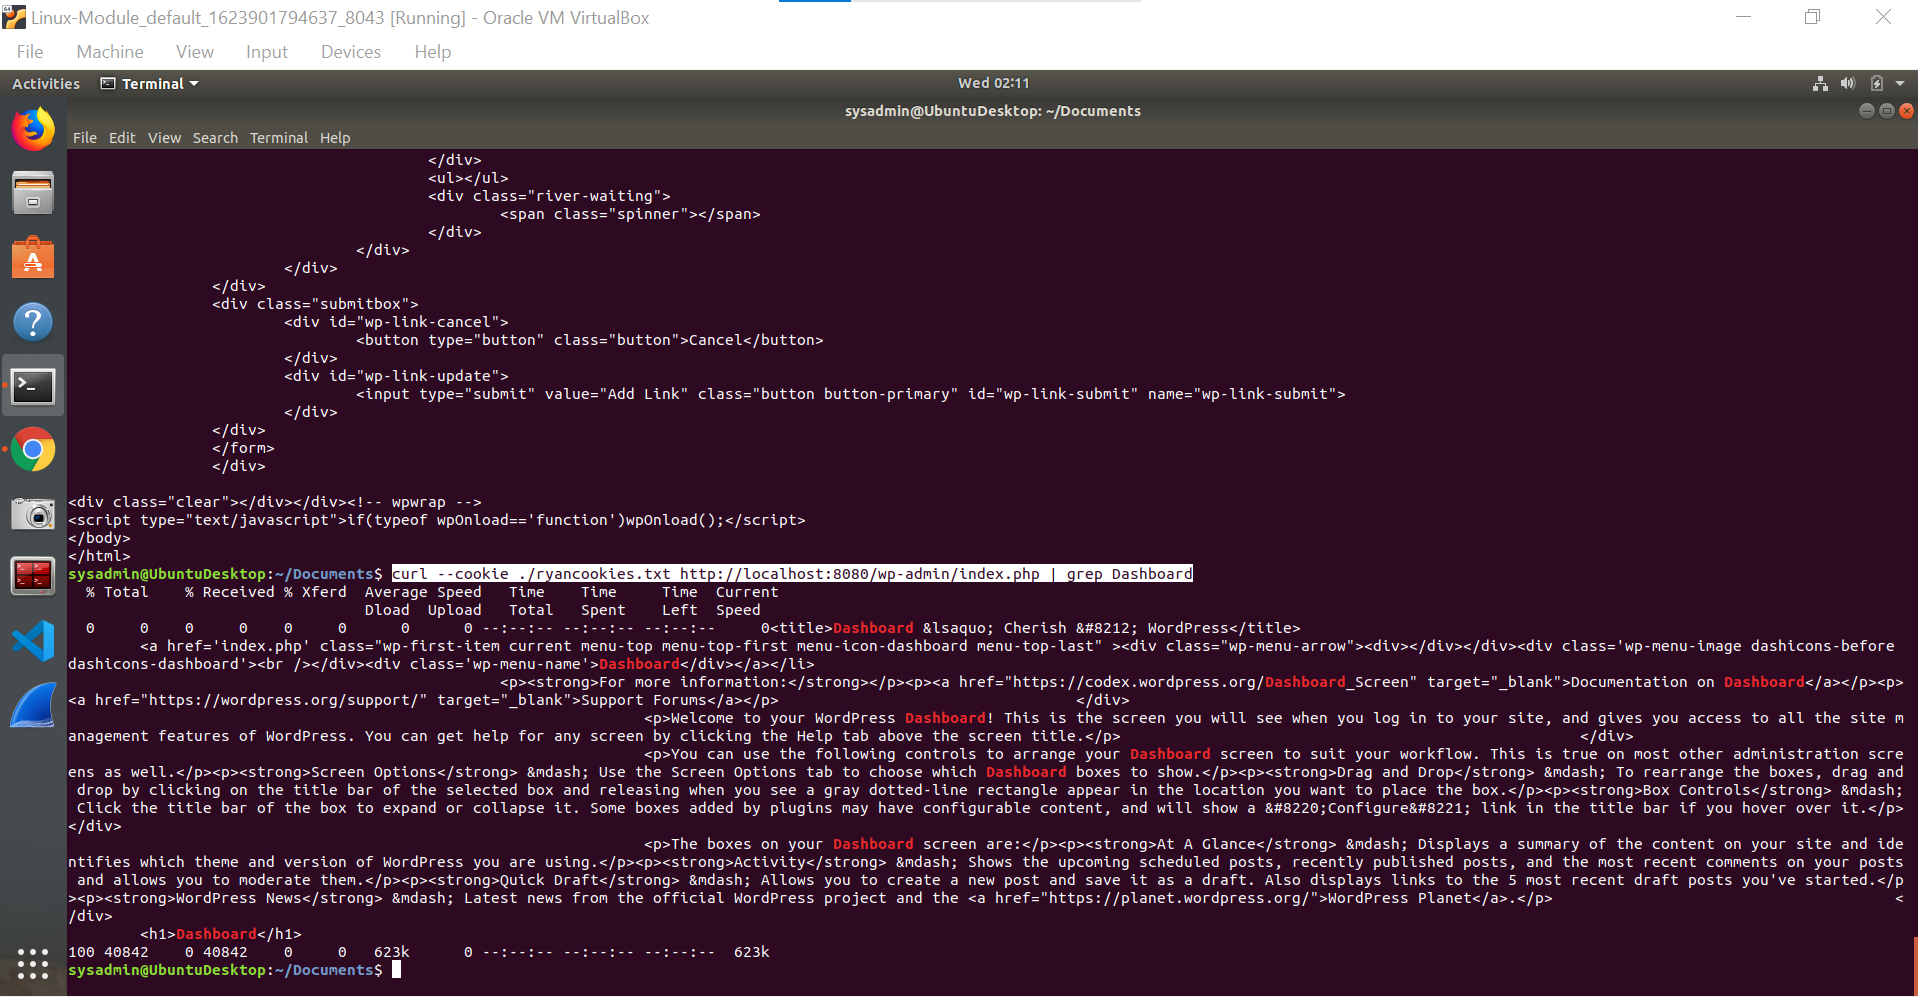 Linux-Module_default_1623901794637_8043 [Running] - Oracle VM VirtualBox
File Machine View Input Devices Help
Activities Terminal Wed 02:11
sysadmin@UbuntuDesktop: ~/Documents
File Edit View Search Terminal Help
</div>
<ul></ul>
<div class="river-waiting">
<span class="spinner"></span>
</div>
</div>
</div>
</div>
<div class="submitbox">
<div id="wp-link-cancel">
<button type="button" class="button">Cancel</button>
</div>
<div id="wp-link-update">
<input type="submit" value="Add Link" class="button button-primary" id="wp-link-submit" name="wp-link-submit">
</div>
</div>
</form>
</div>
<div class="clear"></div></div><!-- wpwrap -->
<script type="text/javascript">if(typeof wpOnload=='function')wpOnload();</script>
</body>
</html>
sysadmin@UbuntuDesktop:~/Documents$ curl --cookie ./ryancookies.txt http://localhost:8080/wp-admin/index.php | grep Dashboard
% Total % Received % Xferd Average Speed Time Time Time Current
Dload Upload Total Spent Left Speed
0 0 0 0 0 0 0 0 --:--:-- --:--:-- --:--:-- 0<title>Dashboard &lsaquo; Cherish &#8212; WordPress</title>
<a href='index.php' class="wp-first-item current menu-top menu-top-first menu-icon-dashboard menu-top-last" ><div class="wp-menu-arrow"><div></div></div><div class='wp-menu-image dashicons-before
dashicons-dashboard'><br /></div><div class='wp-menu-name'>Dashboard</div></a></li>
<p><strong>For more information:</strong></p><p><a href="https://codex.wordpress.org/Dashboard_Screen" target="_blank">Documentation on Dashboard</a></p><p>
<a href="https://wordpress.org/support/" target="_blank">Support Forums</a></p> </div>
<p>Welcome to your WordPress Dashboard! This is the screen you will see when you log in to your site, and gives you access to all the site m
anagement features of WordPress. You can get help for any screen by clicking the Help tab above the screen title.</p> </div>
<p>You can use the following controls to arrange your Dashboard screen to suit your workflow. This is true on most other administration scre
ens as well.</p><p><strong>Screen Options</strong> &mdash; Use the Screen Options tab to choose which Dashboard boxes to show.</p><p><strong>Drag and Drop</strong> &mdash; To rearrange the boxes, drag and
drop by clicking on the title bar of the selected box and releasing when you see a gray dotted-line rectangle appear in the location you want to place the box.</p><p><strong>Box Controls</strong> &mdash;
Click the title bar of the box to expand or collapse it. Some boxes added by plugins may have configurable content, and will show a &#8220;Configure&#8221; link in the title bar if you hover over it.</p>
</div>
<p>The boxes on your Dashboard screen are:</p><p><strong>At A Glance</strong> &mdash; Displays a summary of the content on your site and ide
ntifies which theme and version of WordPress you are using.</p><p><strong>Activity</strong> &mdash; Shows the upcoming scheduled posts, recently published posts, and the most recent comments on your posts
and allows you to moderate them.</p><p><strong>Quick Draft</strong> &mdash; Allows you to create a new post and save it as a draft. Also displays links to the 5 most recent draft posts you've started.</p
><p><strong>WordPress News</strong> &mdash; Latest news from the official WordPress project and the <a href="https://planet.wordpress.org/">WordPress Planet</a>.</p> <
/div>
<h1>Dashboard</h1>
100 40842 0 40842 0 0 623k 0 --:--:-- --:--:-- --:--:-- 623k
sysadmin@UbuntuDesktop:~/Documents$